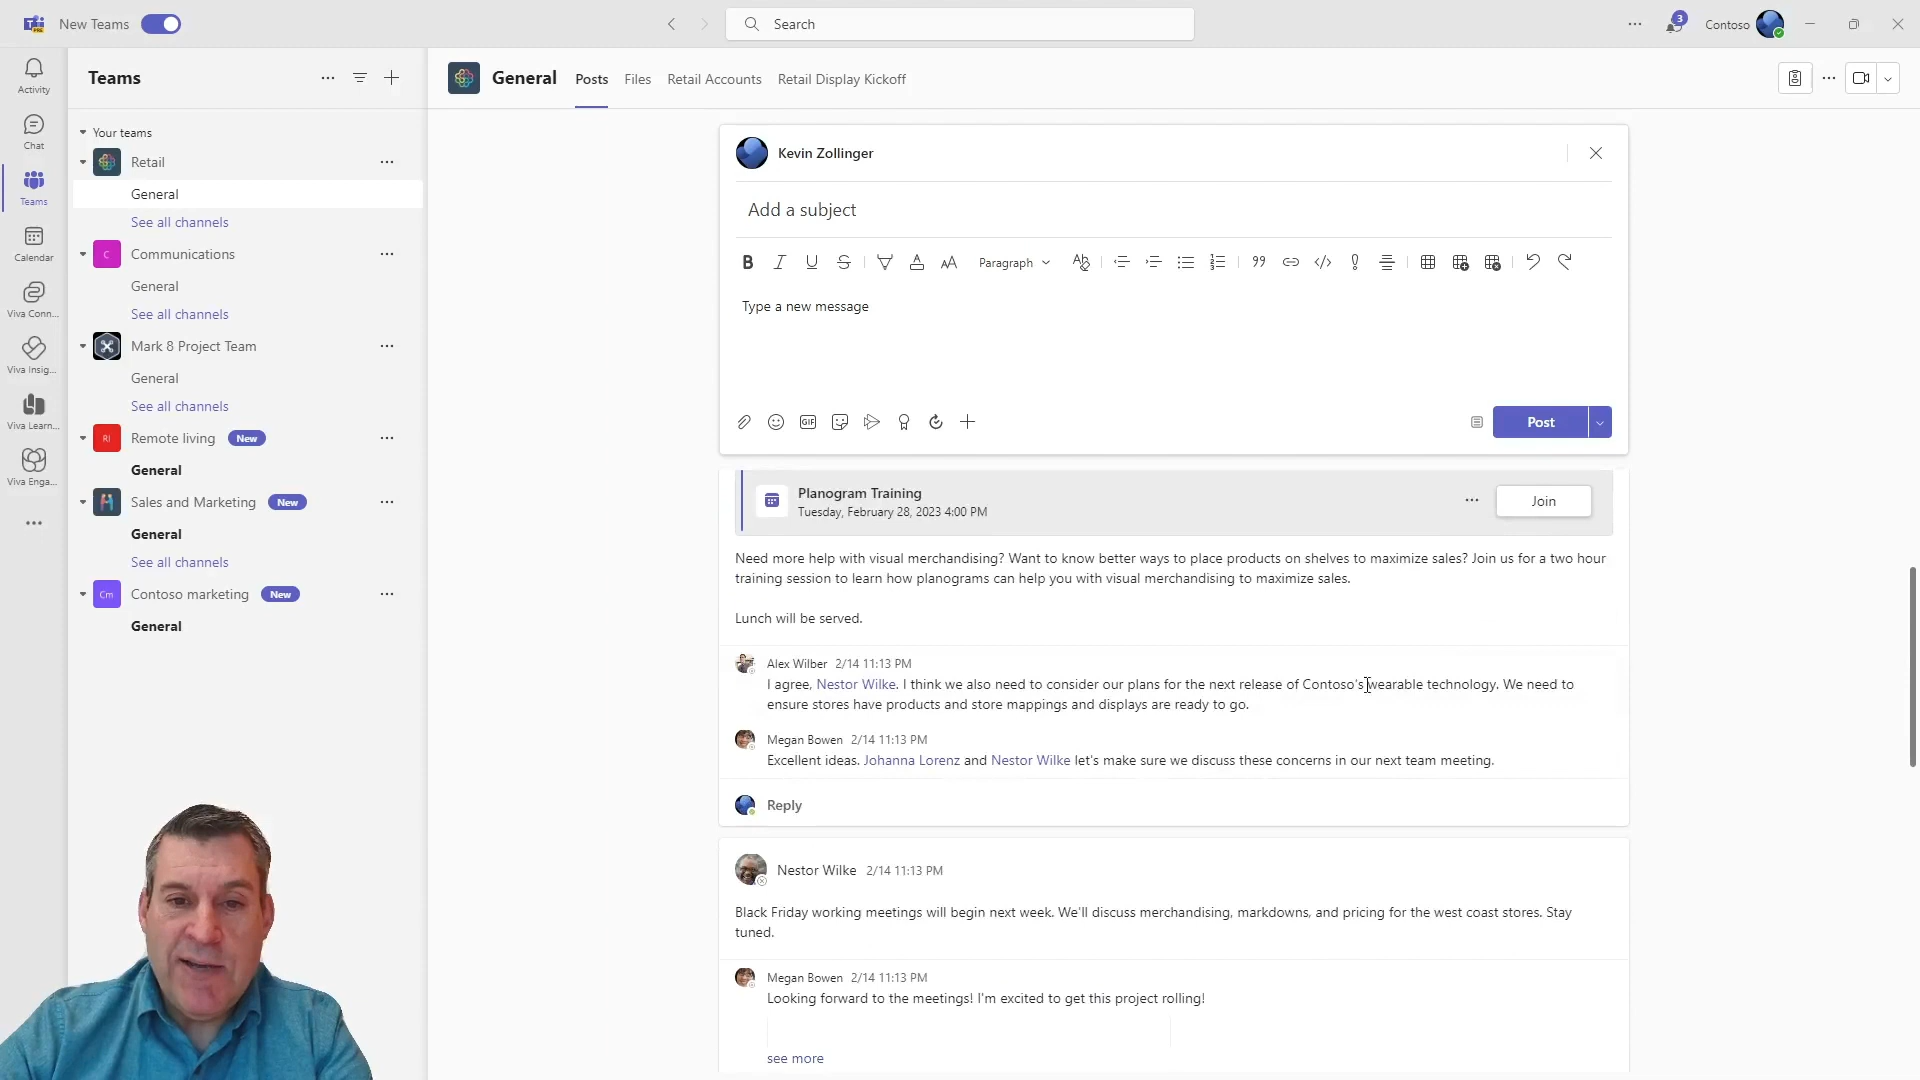 New Teams
Search
3
Contoso
Activity
Chat
Teams
Calendar
Viva Conn...
Viva Insig...
Viva Learn...
Viva Enga...
Teams
Your teams
Retail
General
See all channels
C
Communications
General
See all channels
Mark 8 Project Team
General
See all channels
RI
Remote living
New
General
Sales and Marketing
New
General
See all channels
Cm
Contoso marketing
New
General
General
Posts
Files
Retail Accounts
Retail Display Kickoff
Kevin Zollinger
Add a subject
Paragraph
Type a new message
GIF
Post
Planogram Training
Tuesday, February 28, 2023 4:00 PM
Join
Need more help with visual merchandising? Want to know better ways to place products on shelves to maximize sales? Join us for a two hour
training session to learn how planograms can help you with visual merchandising to maximize sales.
Lunch will be served.
Alex Wilber 2/14 11:13 PM
I agree, Nestor Wilke. I think we also need to consider our plans for the next release of Contoso's wearable technology. We need to
ensure stores have products and store mappings and displays are ready to go.
Megan Bowen 2/14 11:13 PM
Excellent ideas. Johanna Lorenz and Nestor Wilke let's make sure we discuss these concerns in our next team meeting.
Reply
Nestor Wilke 2/14 11:13 PM
Black Friday working meetings will begin next week. We'll discuss merchandising, markdowns, and pricing for the west coast stores. Stay
tuned.
Megan Bowen 2/14 11:13 PM
Looking forward to the meetings! I'm excited to get this project rolling!
see more